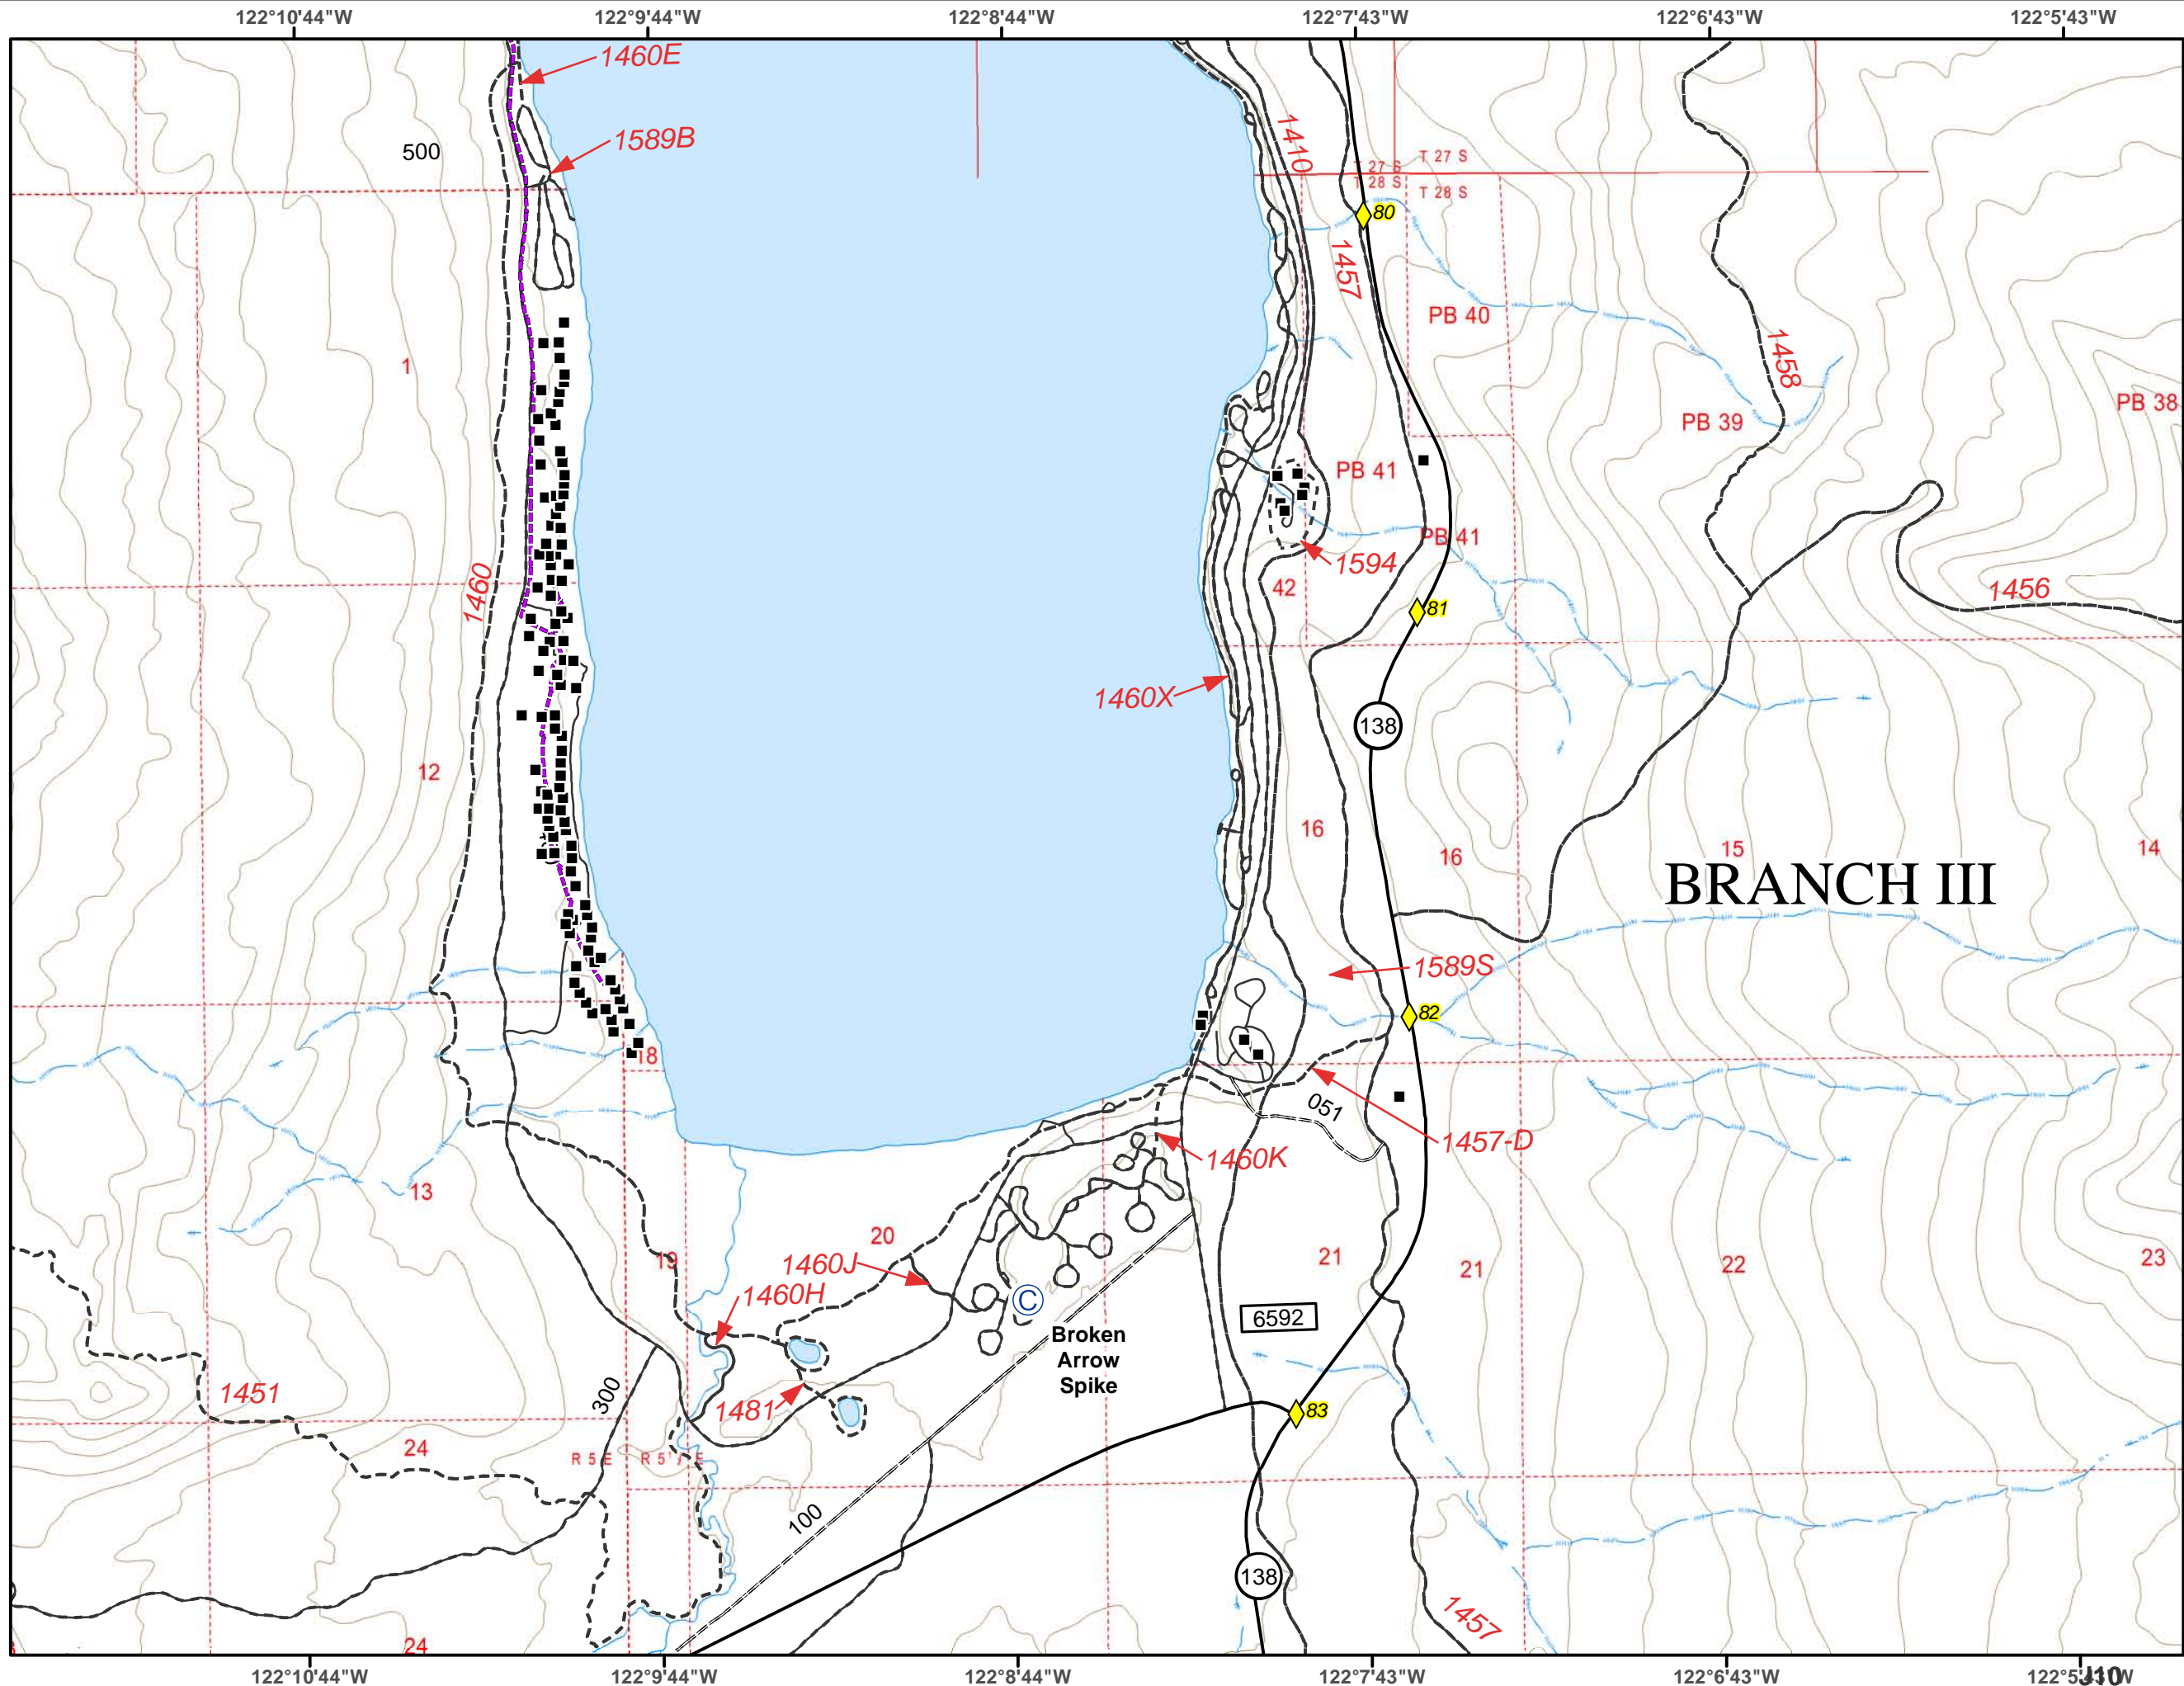 122°10'44"W
122°9'44"W
122°8'44"W
122°7'43"W
122°6'43"W
122°5'43"W
1460E
1589B
500
1410
T 27 S
T 27 S
T 28 S
T 28 S
80
1457
PB 40
1
1458
PB 38
PB 39
PB 41
PB 41
1594
42
1456
1460
81
1460X
138
12
16
16
15
14
BRANCH III
1589S
82
18
051
1457-D
1460K
13
20
19
1460J
1460H
21
21
22
23
C
6592
Broken
Arrow
Spike
1451
300
1481
83
24
R 5 E
100
138
1457
24
122°10'44"W
122°9'44"W
122°8'44"W
122°7'43"W
122°6'43"W
122°5'43"W
J10